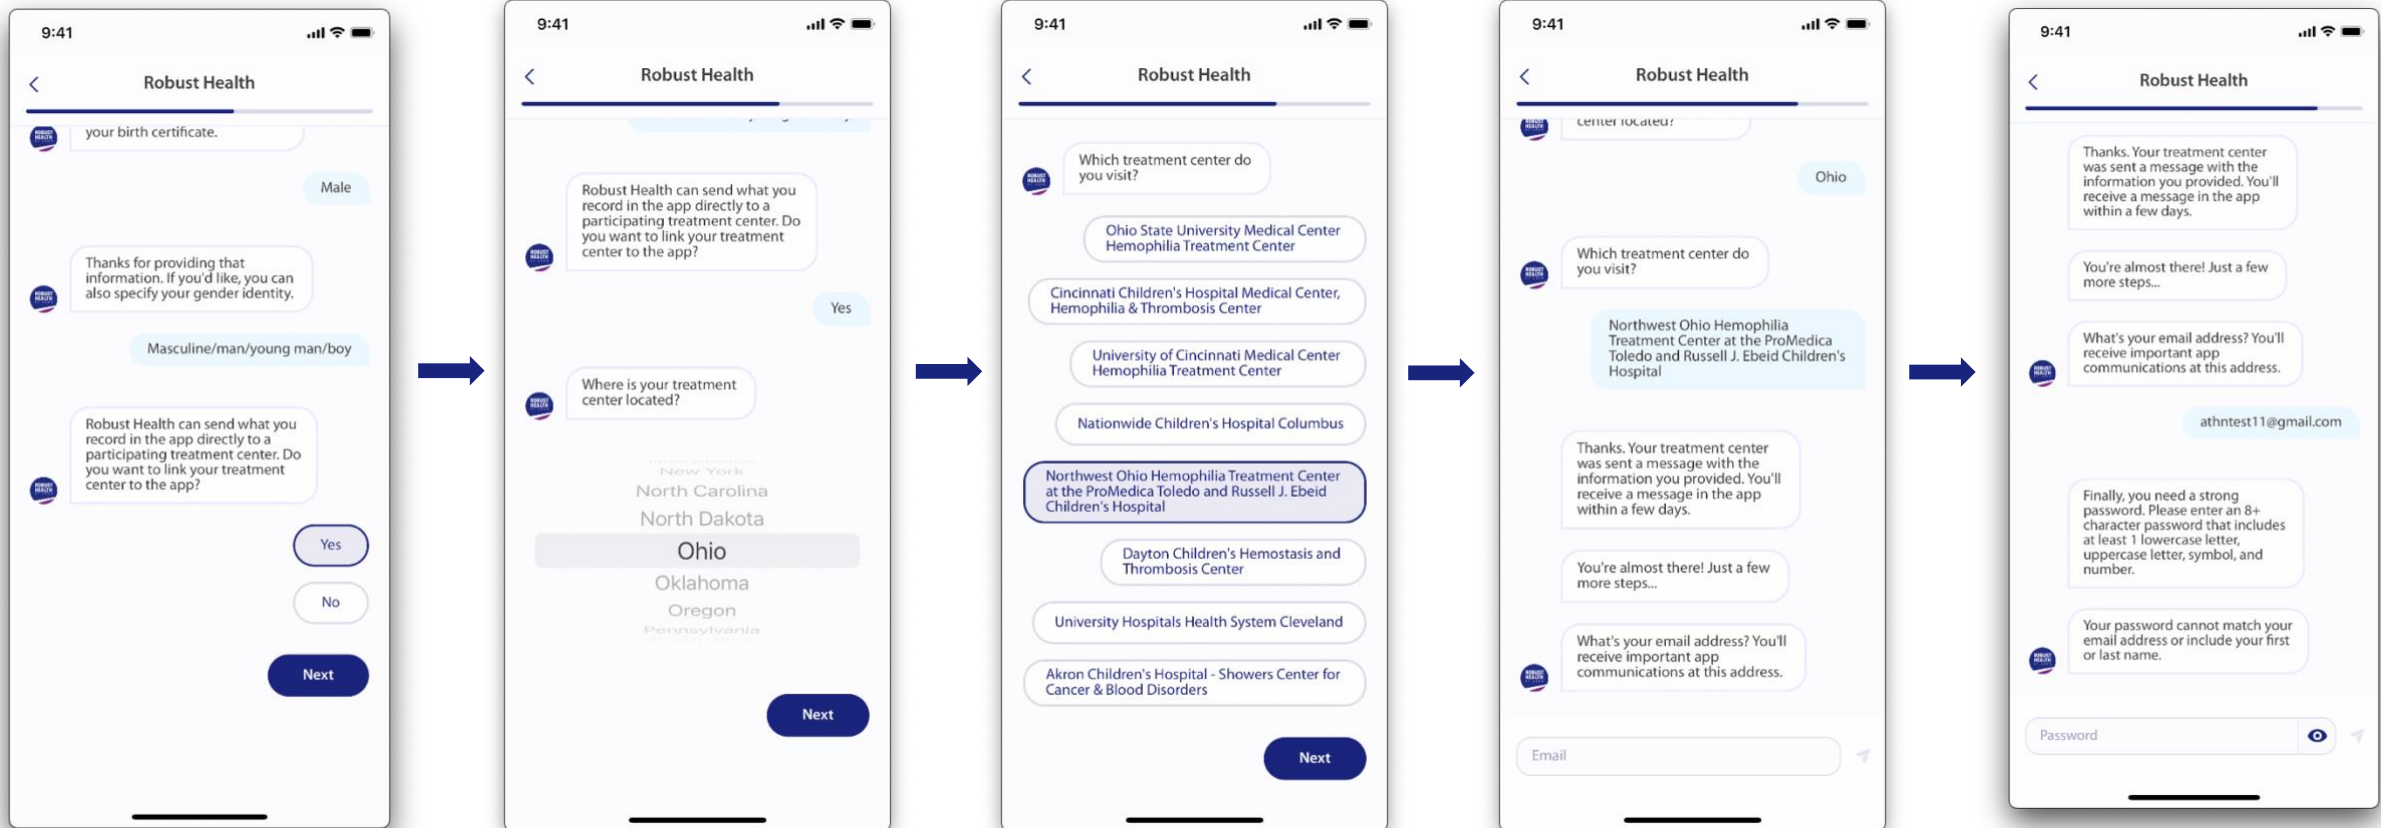 9:41
Robust Health
your birth certificate.
Male
Thanks for providing that
information. If you'd like, you can
also specify your gender identity.
Masculine/man/young man/boy
Robust Health can send what you
record in the app directly to a
participating treatment center. Do
you want to link your treatment
center to the app?
Yes
No
Next
9:41
Robust Health
Robust Health can send what you
record in the app directly to a
participating treatment center. Do
you want to link your treatment
center to the app?
Yes
Where is your treatment
center located?
New York
North Carolina
North Dakota
Ohio
Oklahoma
Oregon
Pennsylvania
Next
9:41
Robust Health
Which treatment center do
you visit?
Ohio State University Medical Center
Hemophilia Treatment Center
Cincinnati Children's Hospital Medical Center,
Hemophilia & Thrombosis Center
University of Cincinnati Medical Center
Hemophilia Treatment Center
Nationwide Children's Hospital Columbus
Northwest Ohio Hemophilia Treatment Center
at the ProMedica Toledo and Russell J. Ebeid
Children's Hospital
Dayton Children's Hemostasis and
Thrombosis Center
University Hospitals Health System Cleveland
Akron Children's Hospital - Showers Center for
Cancer & Blood Disorders
Next
9:41
Robust Health
center located?
Ohio
Which treatment center do
you visit?
Northwest Ohio Hemophilia
Treatment Center at the ProMedica
Toledo and Russell J. Ebeid Children's
Hospital
Thanks. Your treatment center
was sent a message with the
information you provided. You'll
receive a message in the app
within a few days.
You're almost there! Just a few
more steps...
What's your email address? You'll
receive important app
communications at this address.
Email
9:41
Robust Health
Thanks. Your treatment center
was sent a message with the
information you provided. You'll
receive a message in the app
within a few days.
You're almost there! Just a few
more steps...
What's your email address? You'll
receive important app
communications at this address.
athntest11@gmail.com
Finally, you need a strong
password. Please enter an 8+
character password that includes
at least 1 lowercase letter,
uppercase letter, symbol, and
number.
Your password cannot match your
email address or include your first
or last name.
Password